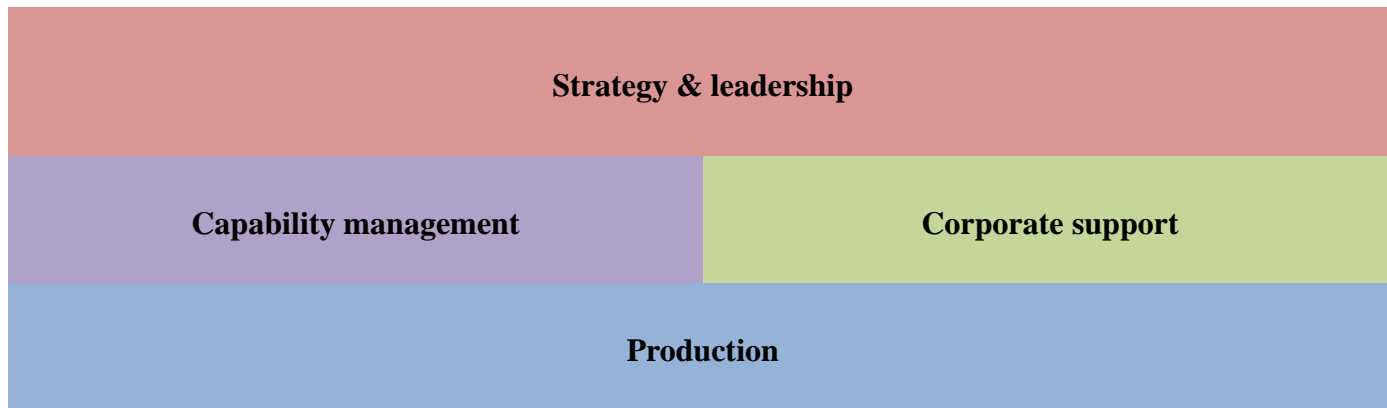 Strategy & leadership
Capability management
Corporate support
Production